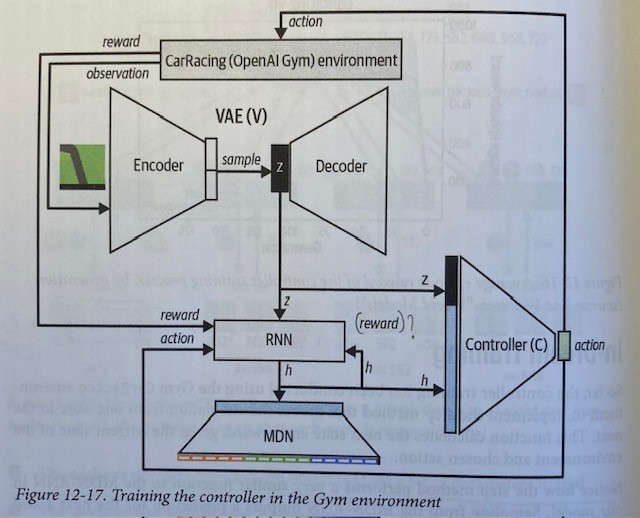 action
reward
CarRacing (OpenAI Gym) environment
observation
VAE (V)
Encoder
sample
z
Decoder
z
z
reward
(reward)?
action
RNN
Controller (C)
action
h
h
h
MDN
Figure 12-17. Training the controller in the Gym environment